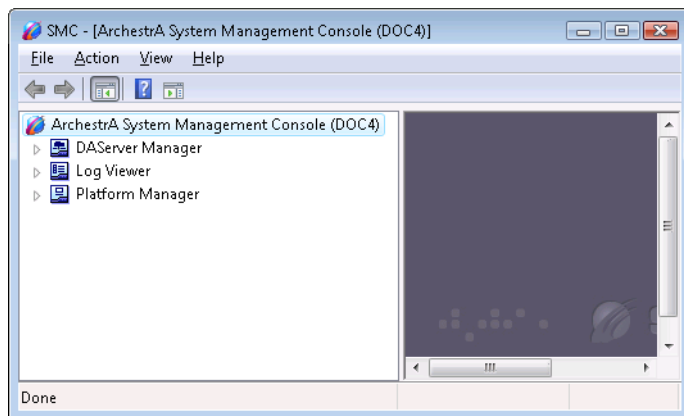 SMC - [ArchestrA System Management Console (DOC4)]
File Action View Help
ArchestrA System Management Console (DOC4)
DAServer Manager
Log Viewer
Platform Manager
Done